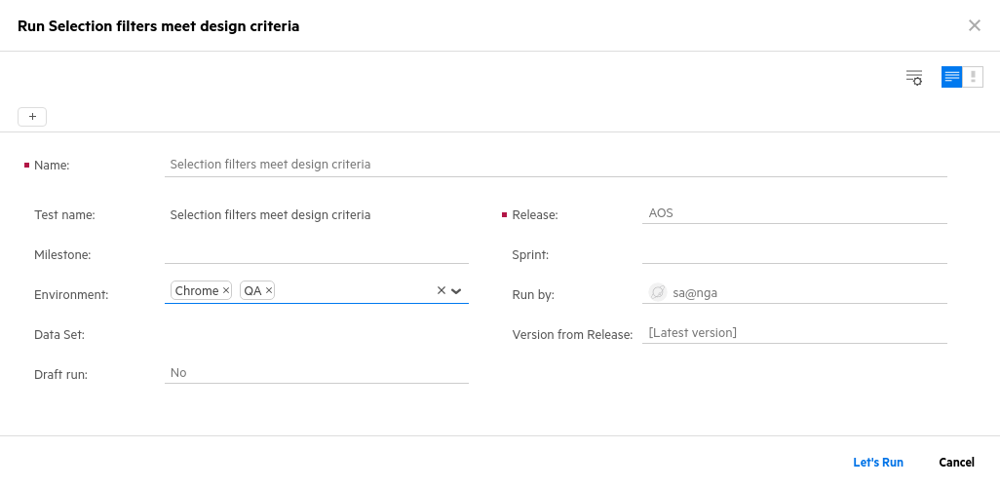 Run Selection filters meet design criteria
+
Name: Selection filters meet design criteria
Test name: Selection filters meet design criteria
Release: AOS
Milestone:
Sprint:
Environment: Chrome × QA ×
Run by: sa@nga
Data Set:
Version from Release: [Latest version]
Draft run: No
Let's Run Cancel